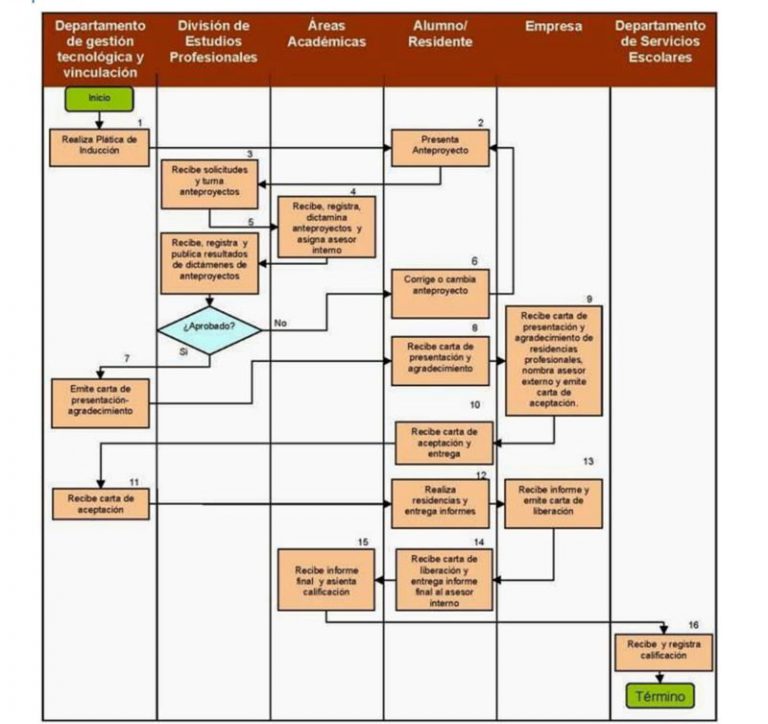 Departamento
de gestión
tecnológica y
vinculación
División de
Estudios
Profesionales
Áreas
Académicas
Alumno/
Residente
Empresa
Departamento
de Servicios
Escolares
Inicio
1
Realiza Plática de
Inducción
2
Presenta
Anteproyecto
3
Recibe solicitudes
y turna
anteproyectos
4
Recibe, registra,
dictamina
anteproyectos y
asigna asesor
interno
5
Recibe, registra y
publica resultados
de dictámenes de
anteproyectos
6
Corrige o cambia
anteproyecto
¿Aprobado?
No
Si
7
Emite carta de
presentación-
agradecimiento
8
Recibe carta de
presentación y
agradecimiento
9
Recibe carta de
presentación y
agradecimiento de
residencias
profesionales,
nombra asesor
externo y emite
carta de
aceptación.
10
Recibe carta de
aceptación y
entrega
11
Recibe carta de
aceptación
12
Realiza
residencias y
entrega informes
13
Recibe informe y
emite carta de
liberación
14
Recibe carta de
liberación y
entrega informe
final al asesor
interno
15
Recibe informe
final y asienta
calificación
16
Recibe y registra
calificación
Término